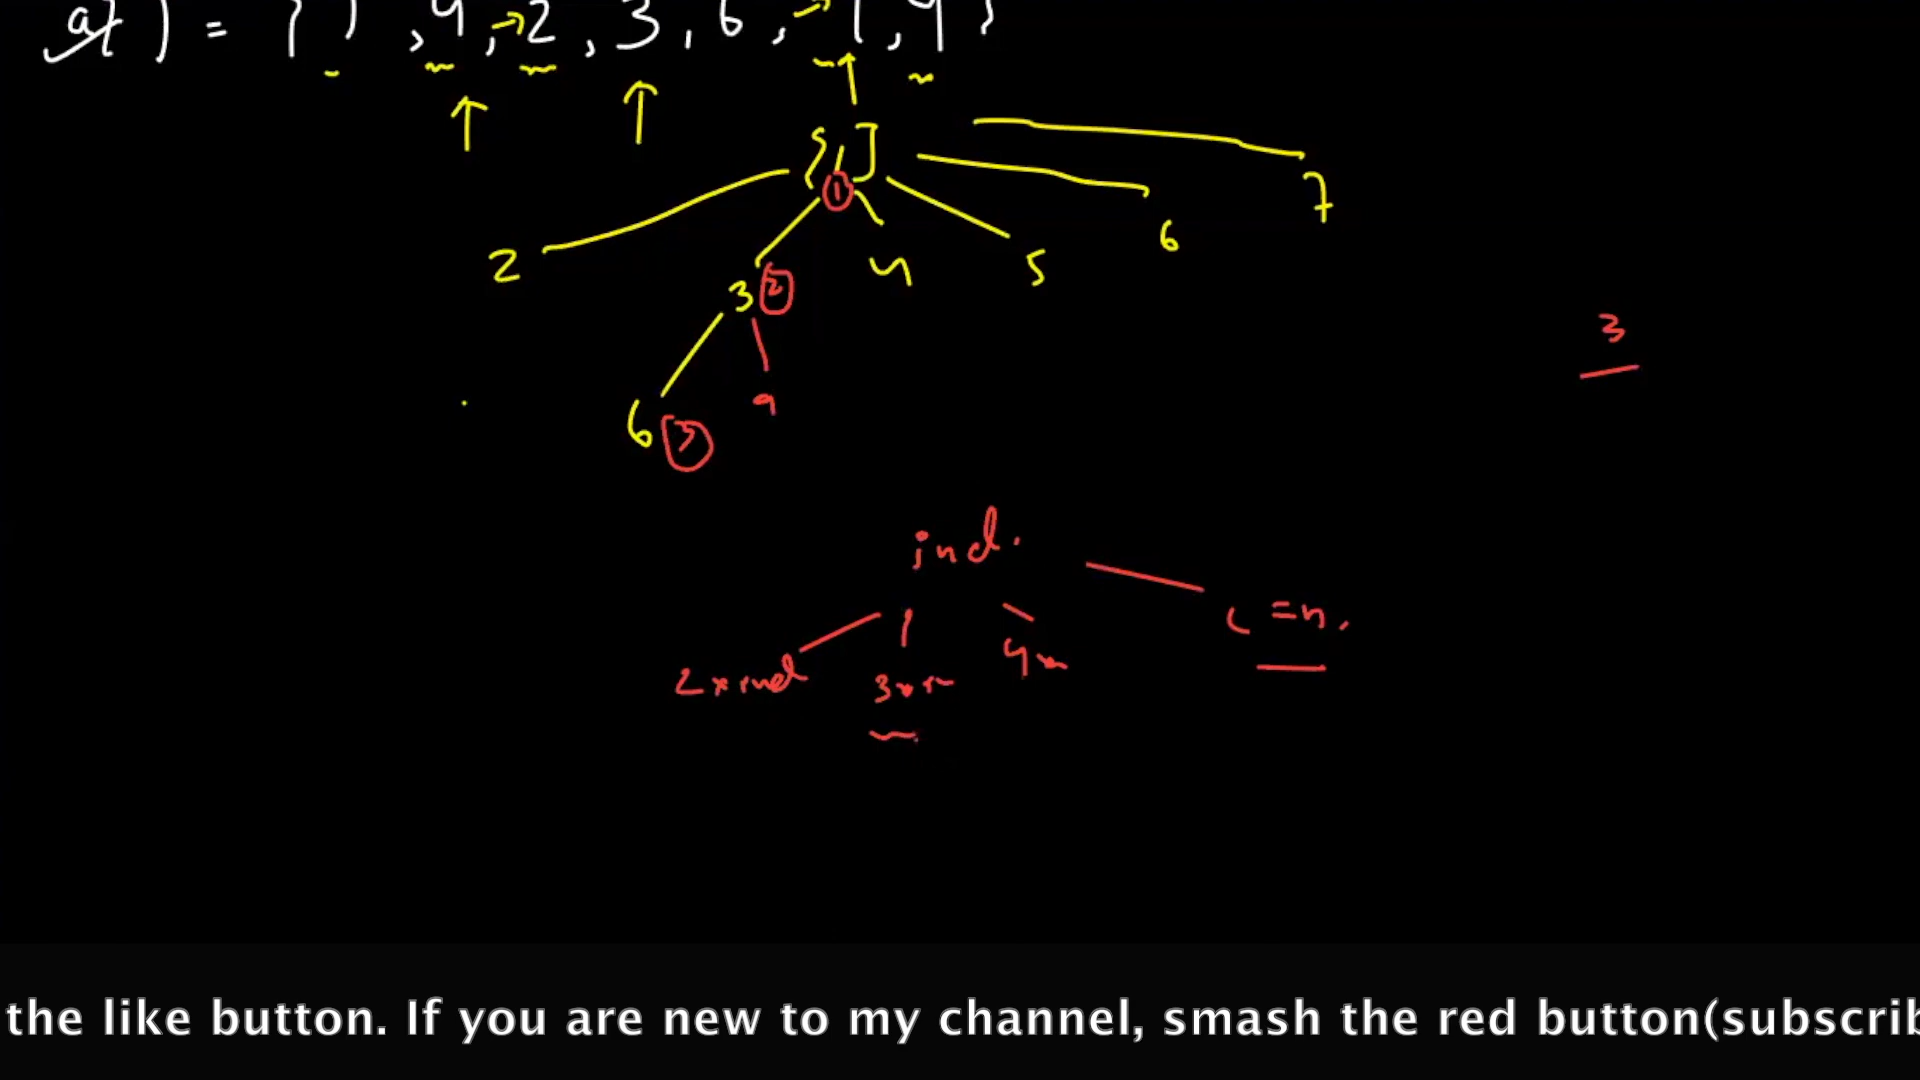 a[ ] = { 1, 4, → 2, 3, 6, → 1, 9 }
[1]
1
2 3 2 4 5 6 7
6 3 9
3
ind.
2 x ind 3 x 4 x <=n.
the like button. If you are new to my channel, smash the red button(subscrib